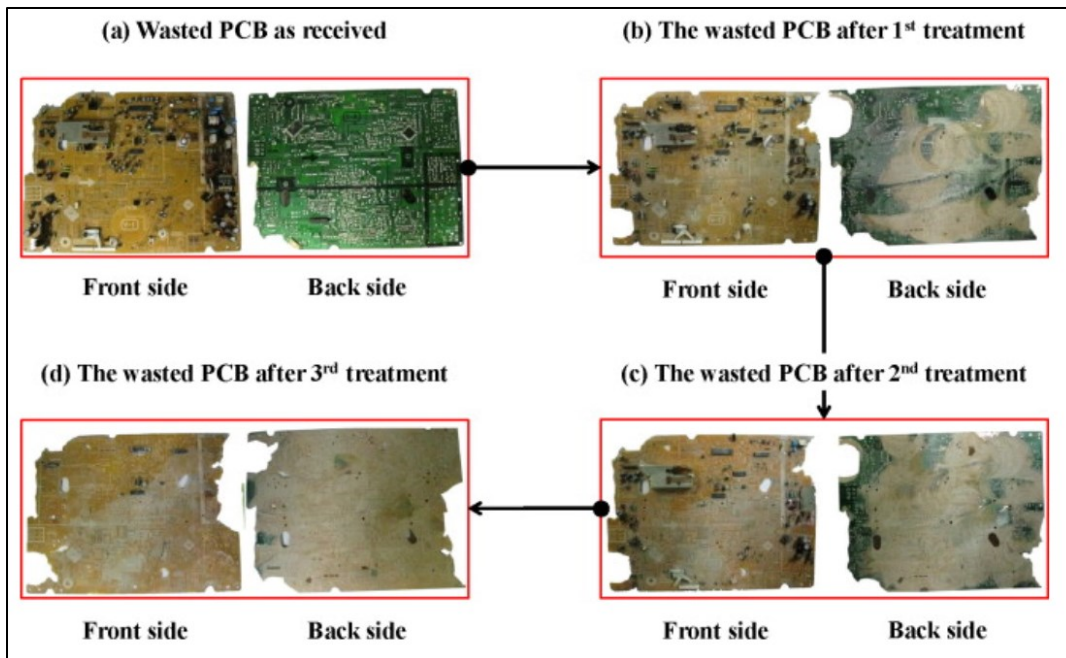 (a) Wasted PCB as received
(b) The wasted PCB after 1st treatment
Front side
Back side
Front side
Back side
(d) The wasted PCB after 3rd treatment
(c) The wasted PCB after 2nd treatment
Front side
Back side
Front side
Back side